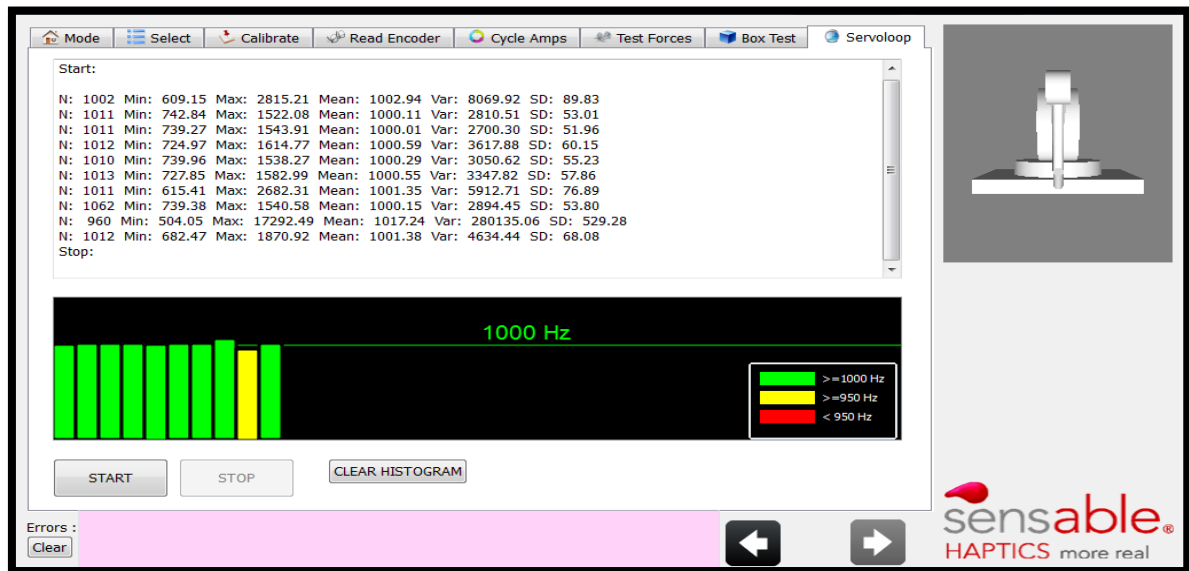 Mode Select Calibrate Read Encoder Cycle Amps Test Forces Box Test Servoloop
Start:
N: 1002 Min: 609.15 Max: 2815.21 Mean: 1002.94 Var: 8069.92 SD: 89.83
N: 1011 Min: 742.84 Max: 1522.08 Mean: 1000.11 Var: 2810.51 SD: 53.01
N: 1011 Min: 739.27 Max: 1543.91 Mean: 1000.01 Var: 2700.30 SD: 51.96
N: 1012 Min: 724.97 Max: 1614.77 Mean: 1000.59 Var: 3617.88 SD: 60.15
N: 1010 Min: 739.96 Max: 1538.27 Mean: 1000.29 Var: 3050.62 SD: 55.23
N: 1013 Min: 727.85 Max: 1582.99 Mean: 1000.55 Var: 3347.82 SD: 57.86
N: 1011 Min: 615.41 Max: 2682.31 Mean: 1001.35 Var: 5912.71 SD: 76.89
N: 1062 Min: 739.38 Max: 1540.58 Mean: 1000.15 Var: 2894.45 SD: 53.80
N: 960 Min: 504.05 Max: 17292.49 Mean: 1017.24 Var: 280135.06 SD: 529.28
N: 1012 Min: 682.47 Max: 1870.92 Mean: 1001.38 Var: 4634.44 SD: 68.08
Stop:
1000 Hz
>=1000 Hz
>=950 Hz
< 950 Hz
START STOP CLEAR HISTOGRAM
Errors :
Clear
sensable®
HAPTICS more real